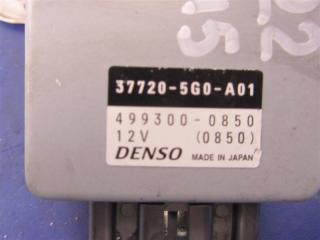 37720-5G0-A01
499300-0850
12V (0850)
DENSO MADE IN JAPAN